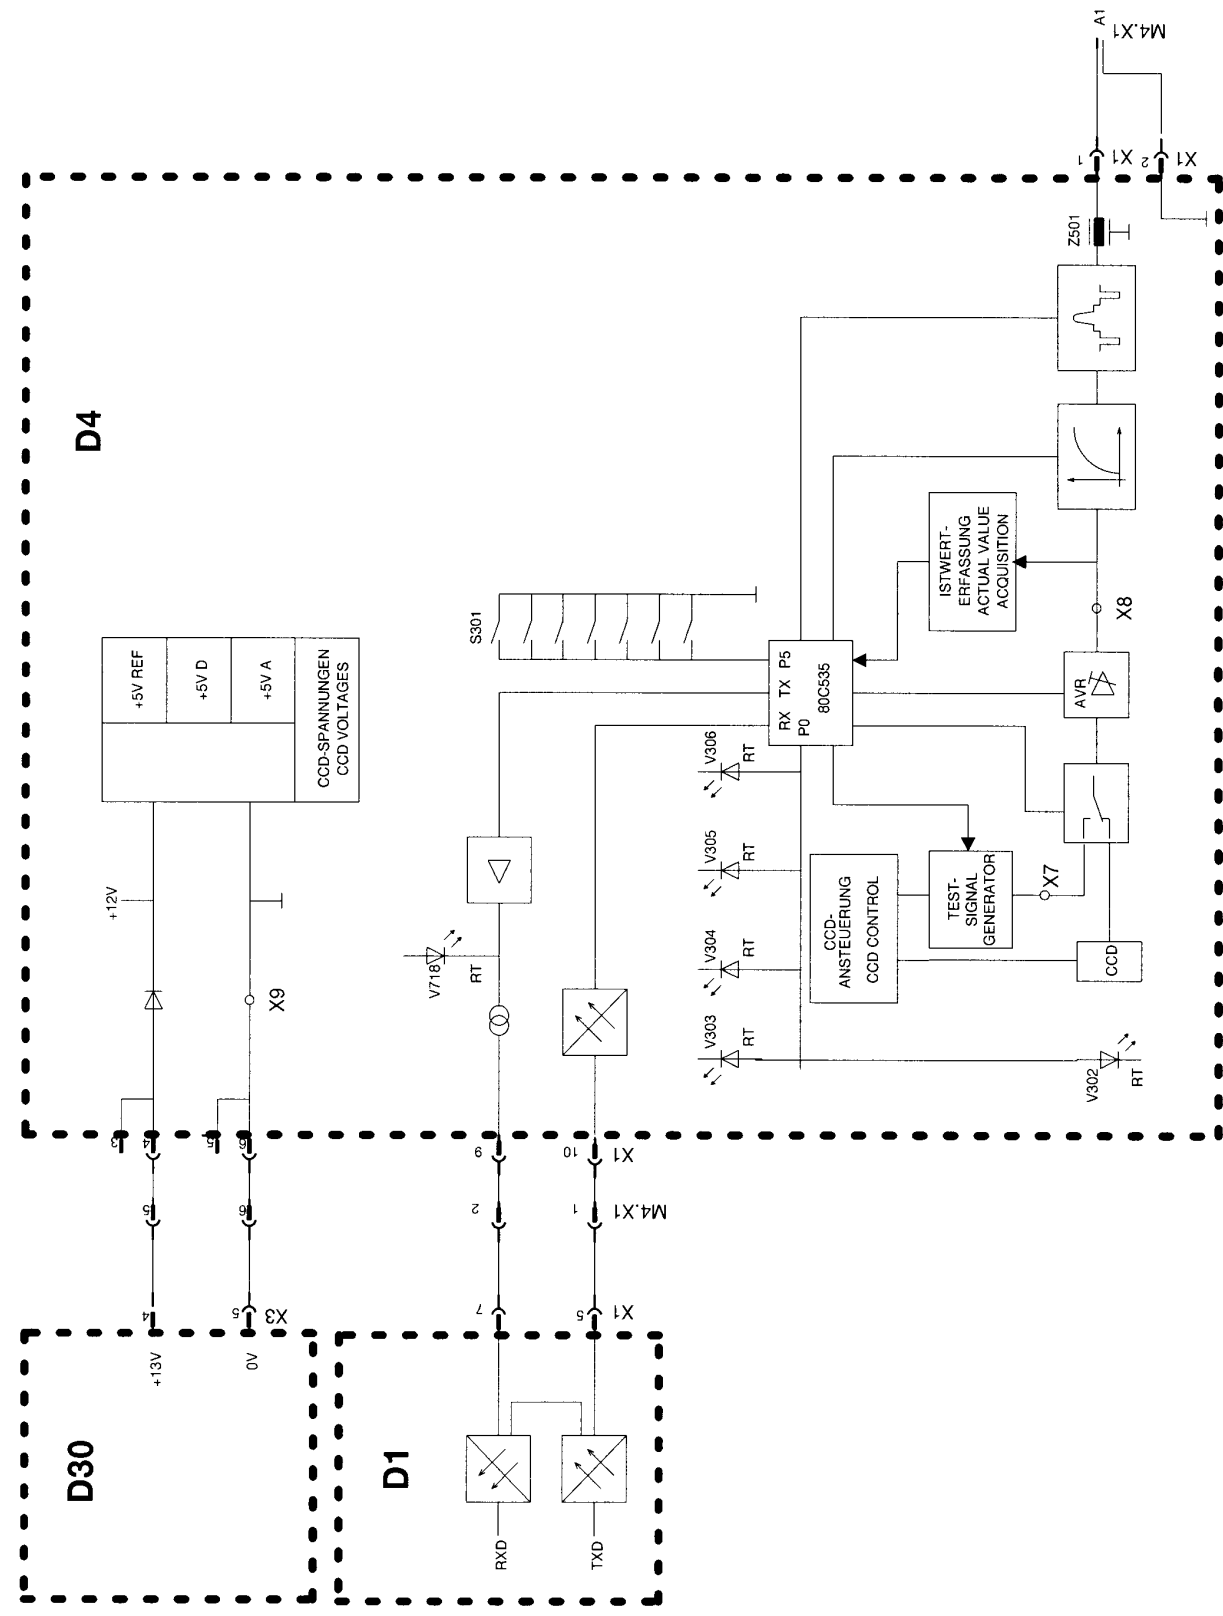 D30
+13V
4
0V
5
X3
5
6
3
4
5
6
+12V
X9
+5V REF
+5V D
+5V A
CCD-SPANNUNGEN
CCD VOLTAGES
D4
D1
RXD
TXD
7
5
X1
2
1
M4.X1
9
10
X1
V718
RT
S301
RX TX P5
P0
80C535
V303
RT
V304
RT
V305
RT
V306
RT
V302
RT
CCD-
ANSTEUERUNG
CCD CONTROL
TEST-
SIGNAL
GENERATOR
X7
CCD
AVR
X8
ISTWERT-
ERFASSUNG
ACTUAL VALUE
ACQUISITION
Z501
1
X1
2
X1
A1
M4.X1